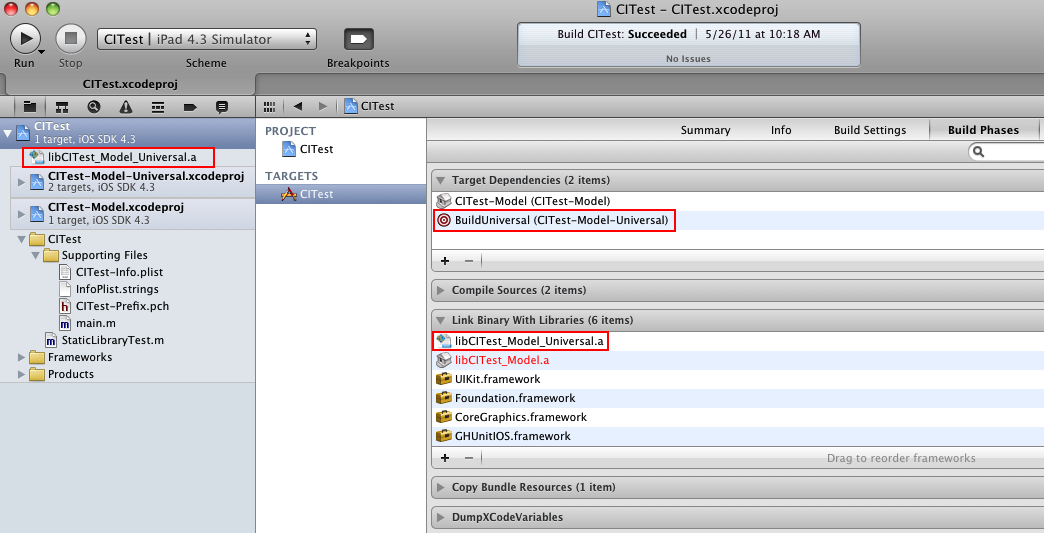 CITest - CITest.xcodeproj
Run
Stop
CITest | iPad 4.3 Simulator
Scheme
Breakpoints
Build CITest: Succeeded | 5/26/11 at 10:18 AM
No Issues
CITest.xcodeproj
CITest
CITest
1 target, iOS SDK 4.3
libCITest_Model_Universal.a
CITest-Model-Universal.xcodeproj
2 targets, iOS SDK 4.3
CITest-Model.xcodeproj
1 target, iOS SDK 4.3
CITest
Supporting Files
CITest-Info.plist
InfoPlist.strings
CITest-Prefix.pch
main.m
StaticLibraryTest.m
Frameworks
Products
PROJECT
CITest
TARGETS
CITest
Summary
Info
Build Settings
Build Phases
Target Dependencies (2 items)
CITest-Model (CITest-Model)
BuildUniversal (CITest-Model-Universal)
Compile Sources (2 items)
Link Binary With Libraries (6 items)
libCITest_Model_Universal.a
libCITest_Model.a
UIKit.framework
Foundation.framework
CoreGraphics.framework
GHUnitIOS.framework
Drag to reorder frameworks
Copy Bundle Resources (1 item)
DumpXCodeVariables